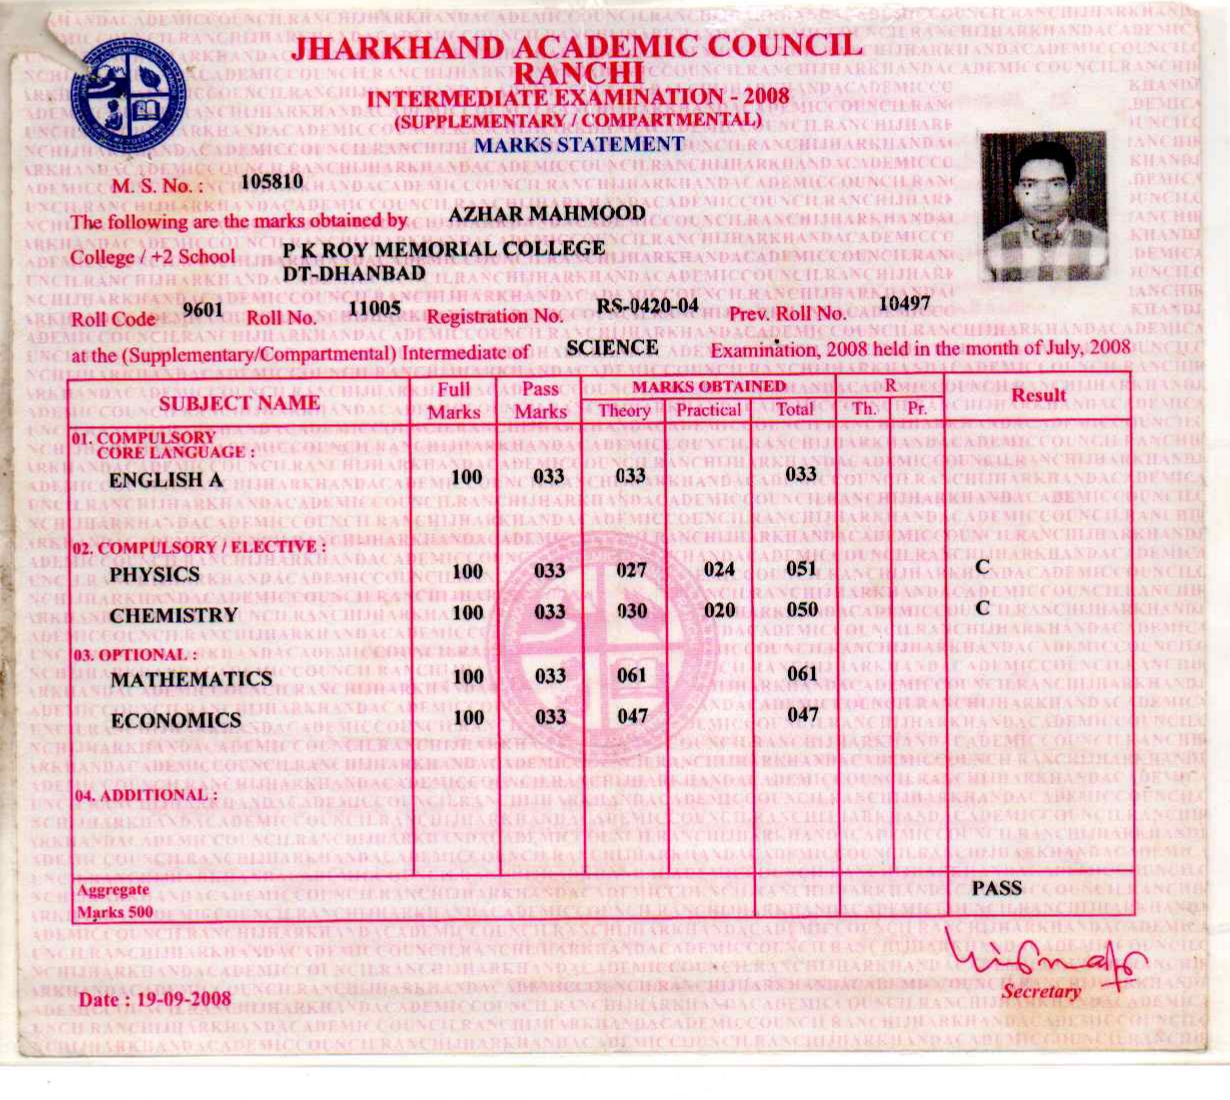 JHARKHAND ACADEMIC COUNCIL
RANCHI
INTERMEDIATE EXAMINATION - 2008
(SUPPLEMENTARY / COMPARTMENTAL)
MARKS STATEMENT
M. S. No. : 105810
The following are the marks obtained by AZHAR MAHMOOD
College / +2 School P K ROY MEMORIAL COLLEGE
DT-DHANBAD
Roll Code 9601 Roll No. 11005 Registration No. RS-0420-04 Prev. Roll No. 10497
at the (Supplementary/Compartmental) Intermediate of SCIENCE Examination, 2008 held in the month of July, 2008
SUBJECT NAME Full Marks Pass Marks MARKS OBTAINED R Result
Theory Practical Total Th. Pr.
01. COMPULSORY
CORE LANGUAGE :
ENGLISH A 100 033 033 033
02. COMPULSORY / ELECTIVE :
PHYSICS 100 033 027 024 051 C
CHEMISTRY 100 033 030 020 050 C
03. OPTIONAL :
MATHEMATICS 100 033 061 061
ECONOMICS 100 033 047 047
04. ADDITIONAL :
Aggregate PASS
Marks 500
Secretary
Date : 19-09-2008